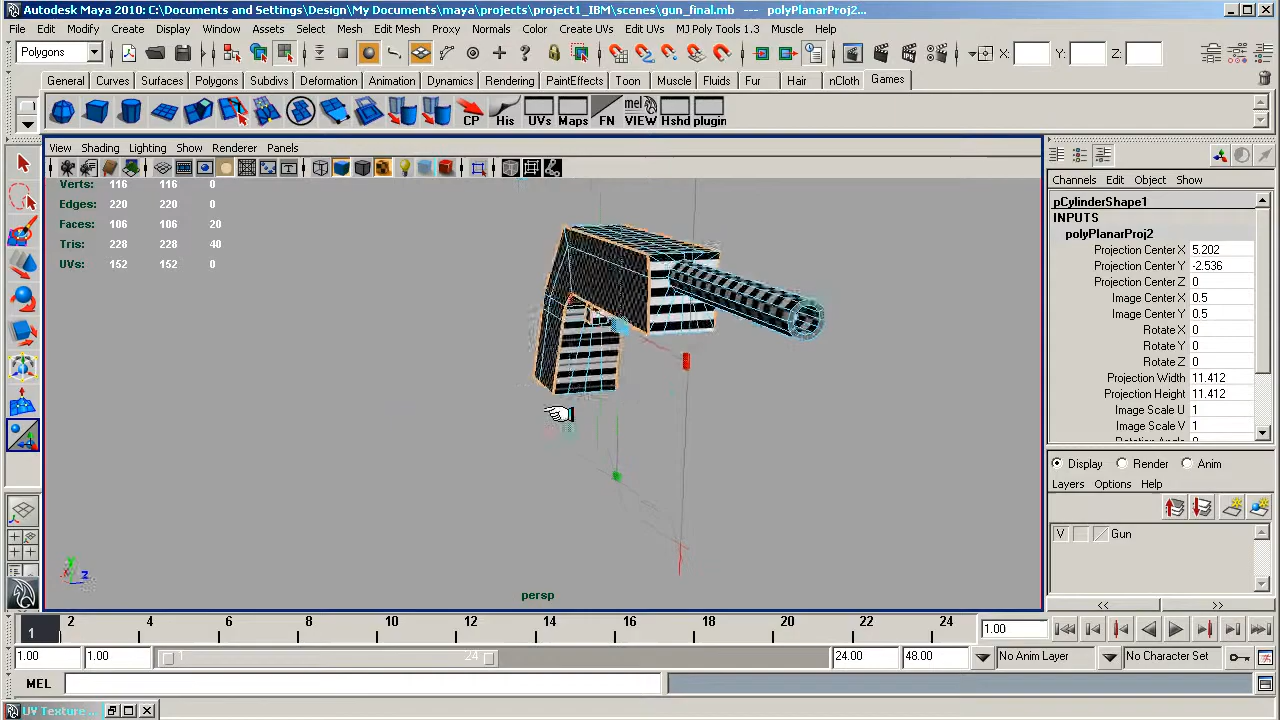 Autodesk Maya 2010: C:\Documents and Settings\Design\My Documents\maya\projects\project1_IBM\scenes\gun_final.mb --- polyPlanarProj2...
File Edit Modify Create Display Window Assets Select Mesh Edit Mesh Proxy Normals Color Create UVs Edit UVs MJ Poly Tools 1.3 Muscle Help
Polygons X: Y: Z:
General Curves Surfaces Polygons Subdivs Deformation Animation Dynamics Rendering PaintEffects Toon Muscle Fluids Fur Hair nCloth Games
CP His UVs Maps FN mel VIEW Hshd plugin
View Shading Lighting Show Renderer Panels
Verts: 116 116 0
Edges: 220 220 0
Faces: 106 106 20
Tris: 228 228 40
UVs: 152 152 0
persp
Channels Edit Object Show
pCylinderShape1
INPUTS
polyPlanarProj2
Projection Center X 5.202
Projection Center Y -2.536
Projection Center Z 0
Image Center X 0.5
Image Center Y 0.5
Rotate X 0
Rotate Y 0
Rotate Z 0
Projection Width 11.412
Projection Height 11.412
Image Scale U 1
Image Scale V 1
Display Render Anim
Layers Options Help
V Gun
<< >>
1 2 4 6 8 10 12 14 16 18 20 22 24 1.00
1.00 1.00 1 24 24.00 48.00 No Anim Layer No Character Set
MEL
UV Texture ...